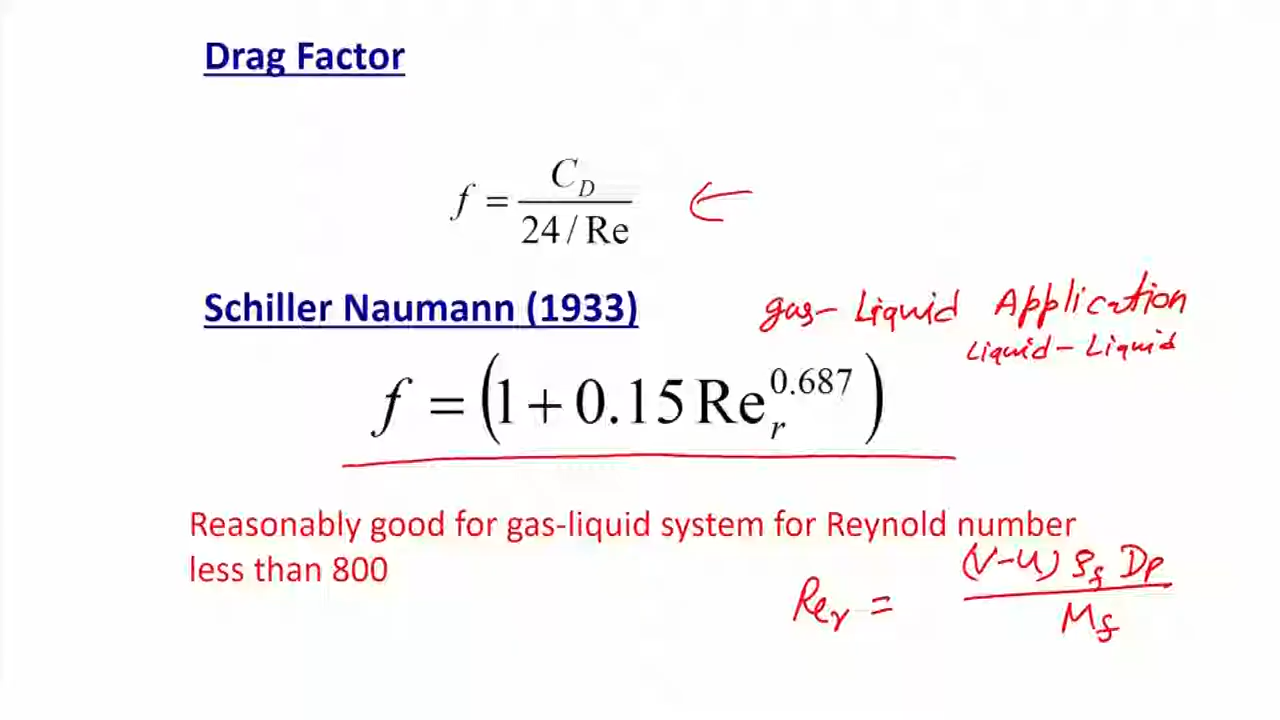 Drag Factor
f = C_D / (24 / Re)
Schiller Naumann (1933)
gas- Liquid Application
Liquid - Liquid
f = (1 + 0.15 Re_r^0.687)
Reasonably good for gas-liquid system for Reynold number
less than 800
Re_r = (V-U) ρ_f D_P / μ_f